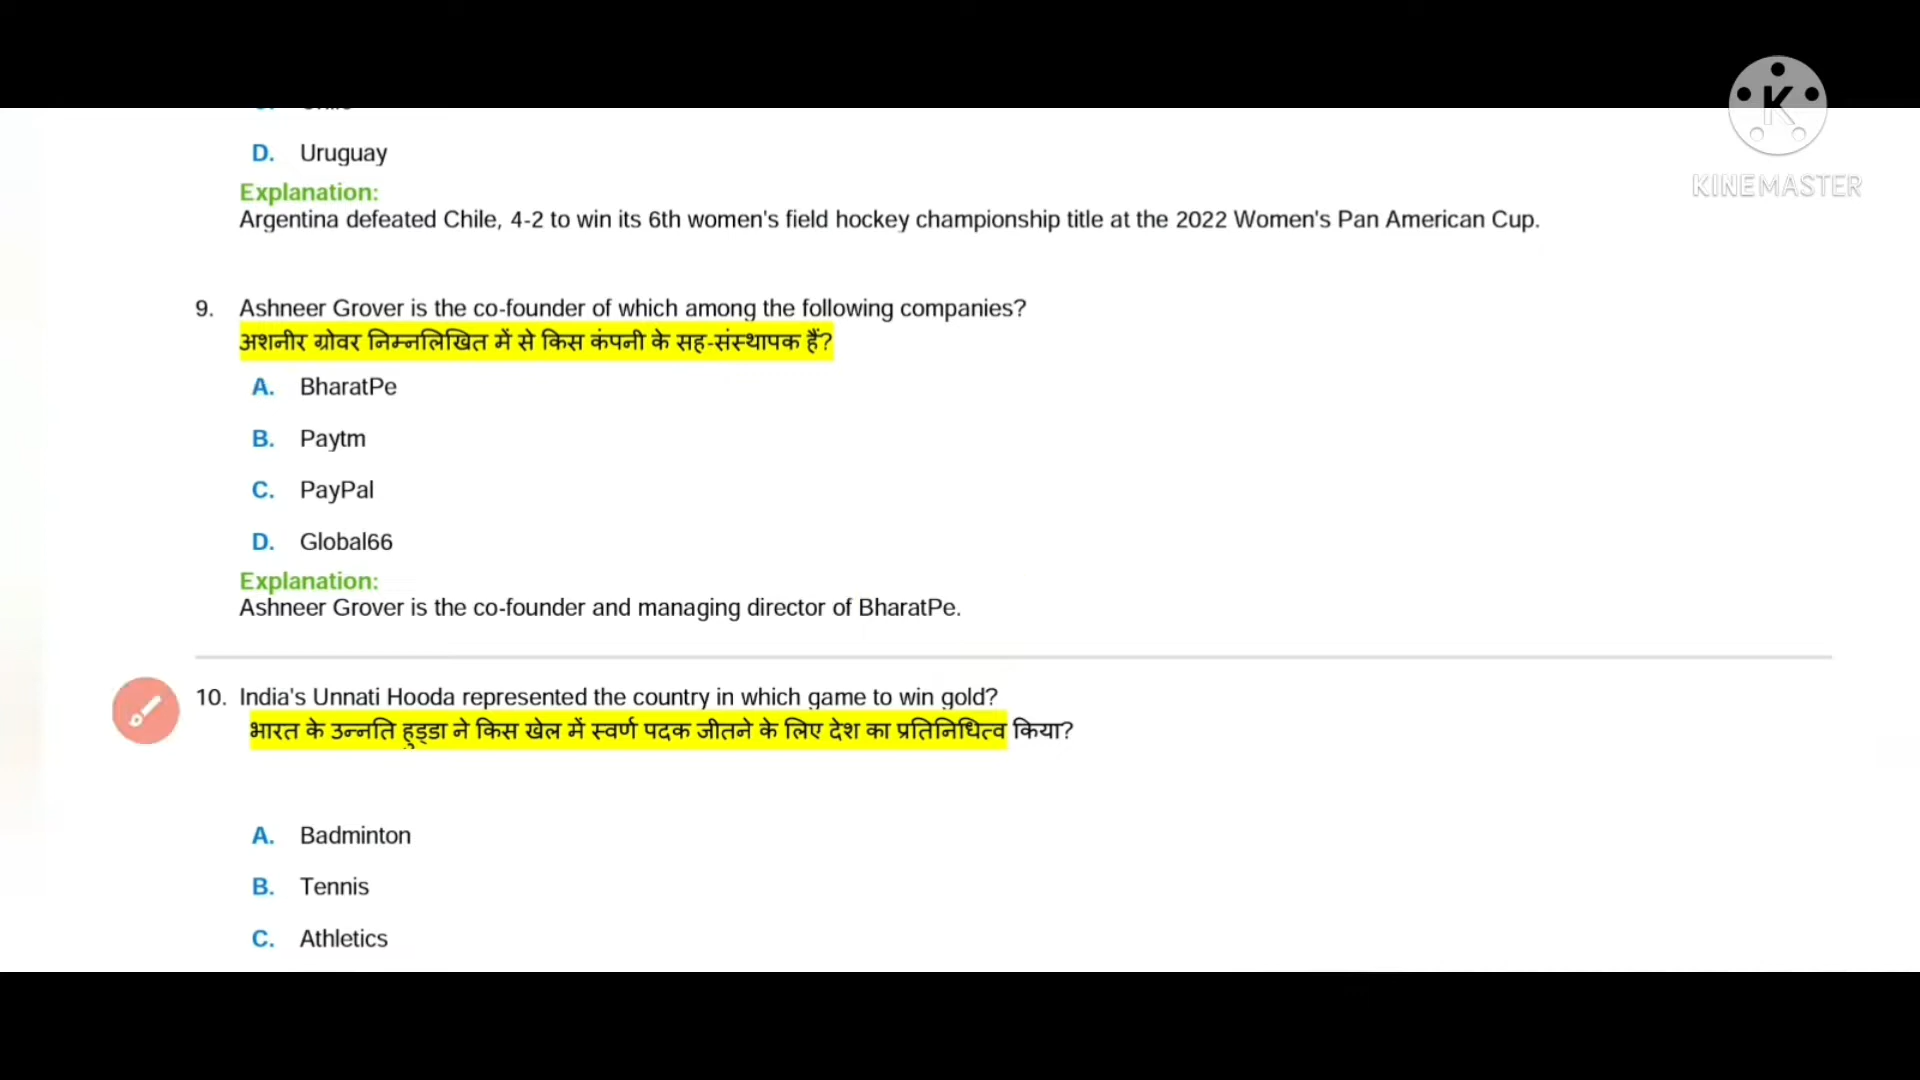 D. Uruguay
Explanation:
Argentina defeated Chile, 4-2 to win its 6th women's field hockey championship title at the 2022 Women's Pan American Cup.
9. Ashneer Grover is the co-founder of which among the following companies?
अशनीर ग्रोवर निम्नलिखित में से किस कंपनी के सह-संस्थापक हैं?
A. BharatPe
B. Paytm
C. PayPal
D. Global66
Explanation:
Ashneer Grover is the co-founder and managing director of BharatPe.
10. India's Unnati Hooda represented the country in which game to win gold?
भारत के उन्नति हुड्डा ने किस खेल में स्वर्ण पदक जीतने के लिए देश का प्रतिनिधित्व किया?
A. Badminton
B. Tennis
C. Athletics
K
KINEMASTER